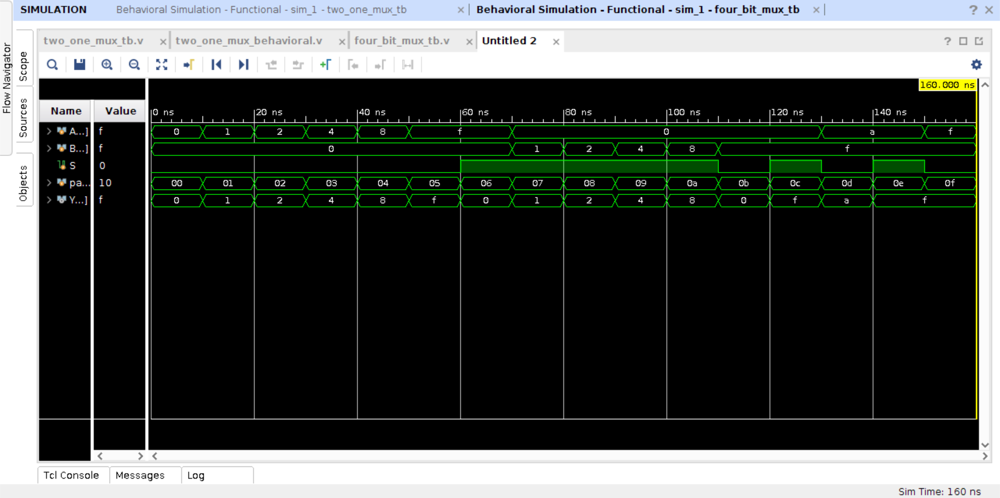 SIMULATION Behavioral Simulation - Functional - sim_1 - two_one_mux_tb Behavioral Simulation - Functional - sim_1 - four_bit_mux_tb
two_one_mux_tb.v two_one_mux_behavioral.v four_bit_mux_tb.v Untitled 2
Flow Navigator
Scope
Sources
Objects
160.000 ns
Name Value 0 ns 20 ns 40 ns 60 ns 80 ns 100 ns 120 ns 140 ns
A...] f 0 1 2 4 8 f 0 a f
B...] f 0 1 2 4 8 f
S 0
pa... 10 00 01 02 03 04 05 06 07 08 09 0a 0b 0c 0d 0e 0f
Y...] f 0 1 2 4 8 f 0 1 2 4 8 0 f a f
Tcl Console Messages Log
Sim Time: 160 ns